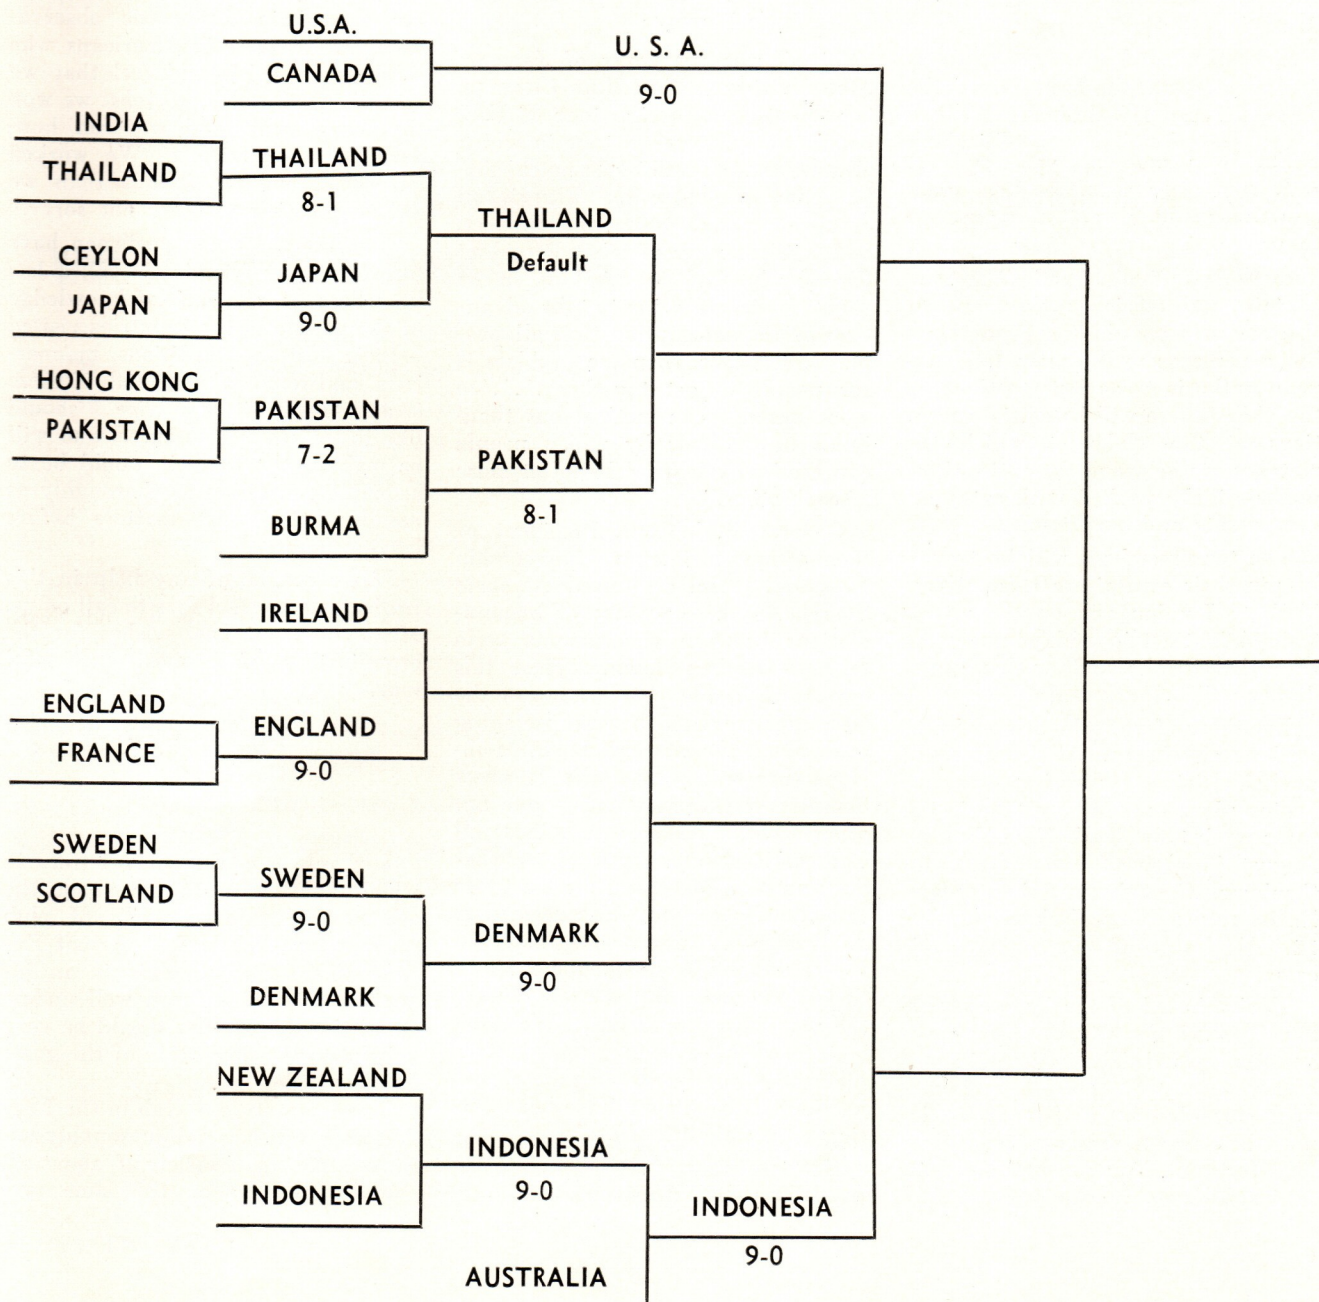 U.S.A.
CANADA
U. S. A.
9-0
INDIA
THAILAND
THAILAND
8-1
CEYLON
JAPAN
JAPAN
9-0
THAILAND
Default
HONG KONG
PAKISTAN
PAKISTAN
7-2
BURMA
PAKISTAN
8-1
IRELAND
ENGLAND
FRANCE
ENGLAND
9-0
SWEDEN
SCOTLAND
SWEDEN
9-0
DENMARK
DENMARK
9-0
NEW ZEALAND
INDONESIA
INDONESIA
9-0
AUSTRALIA
INDONESIA
9-0